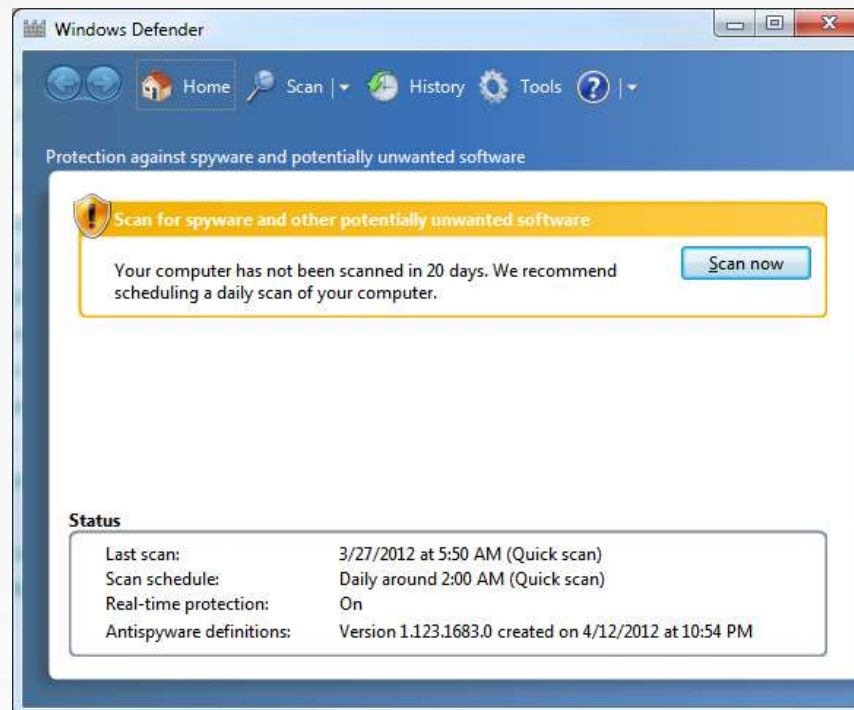 Windows Defender
Home Scan History Tools ?
Protection against spyware and potentially unwanted software
Scan for spyware and other potentially unwanted software
Your computer has not been scanned in 20 days. We recommend
scheduling a daily scan of your computer.
Scan now
Status
Last scan: 3/27/2012 at 5:50 AM (Quick scan)
Scan schedule: Daily around 2:00 AM (Quick scan)
Real-time protection: On
Antispyware definitions: Version 1.123.1683.0 created on 4/12/2012 at 10:54 PM